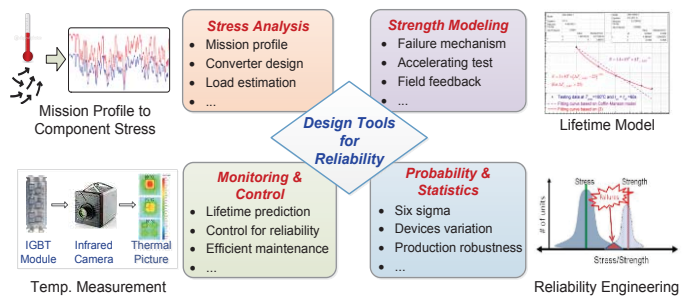 Stress Analysis
• Mission profile
• Converter design
• Load estimation
• ...
Strength Modeling
• Failure mechanism
• Accelerating test
• Field feedback
• ...
Mission Profile to
Component Stress
Lifetime Model
Design Tools
for
Reliability
Monitoring &
Control
• Lifetime prediction
• Control for reliability
• Efficient maintenance
• ...
Probability &
Statistics
• Six sigma
• Devices variation
• Production robustness
• ...
IGBT
Module
Infrared
Camera
Thermal
Picture
Temp. Measurement
# of units
Stress
Strength
Failures
Stress/Strength
Reliability Engineering